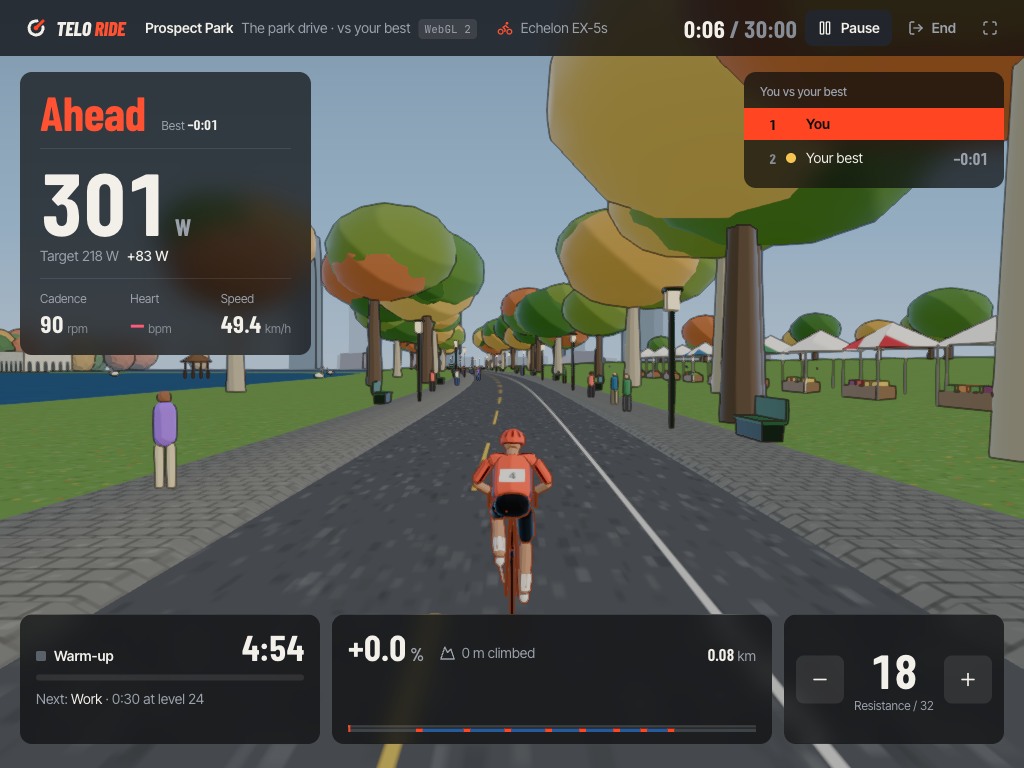 TELO RIDE Prospect Park The park drive · vs your best WebGL 2 Echelon EX-5s 0:06 / 30:00 Pause End
Ahead Best −0:01
301 W
Target 218 W +83 W
Cadence Heart Speed
90 rpm — bpm 49.4 km/h
You vs your best
1 You
2 Your best −0:01
4
Warm-up 4:54
Next: Work · 0:30 at level 24
+0.0 % 0 m climbed 0.08 km
− 18 +
Resistance / 32